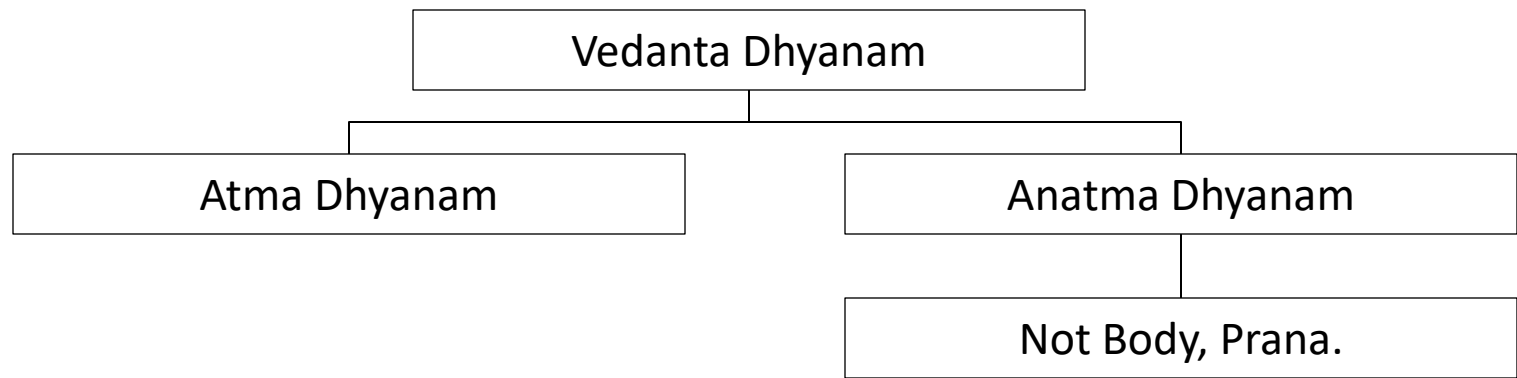 Vedanta Dhyanam
Atma Dhyanam
Anatma Dhyanam
Not Body, Prana.